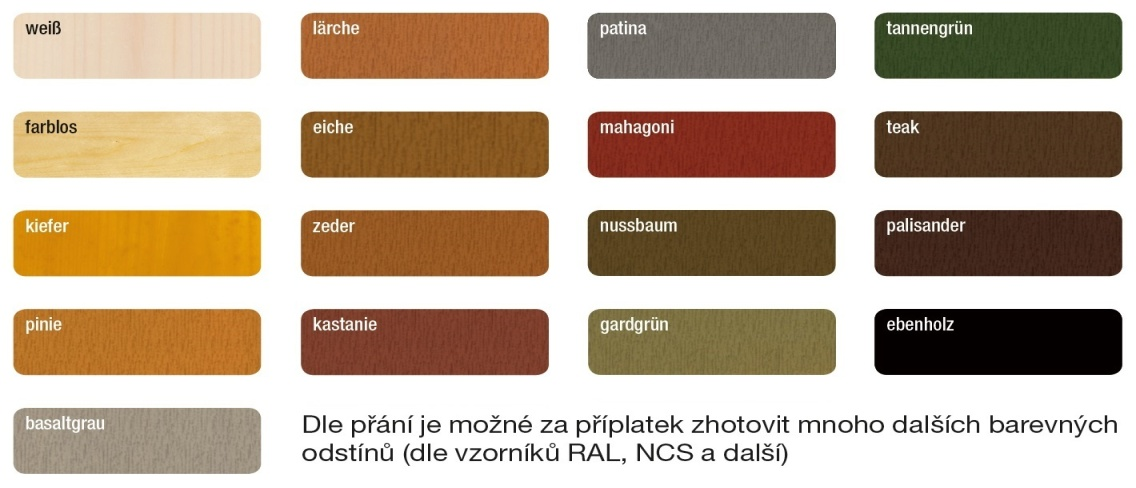 weiß
lärche
patina
tannengrün
farblos
eiche
mahagoni
teak
kiefer
zeder
nussbaum
palisander
pinie
kastanie
gardgrün
ebenholz
basaltgrau
Dle přání je možné za příplatek zhotovit mnoho dalších barevných
odstínů (dle vzorníků RAL, NCS a další)